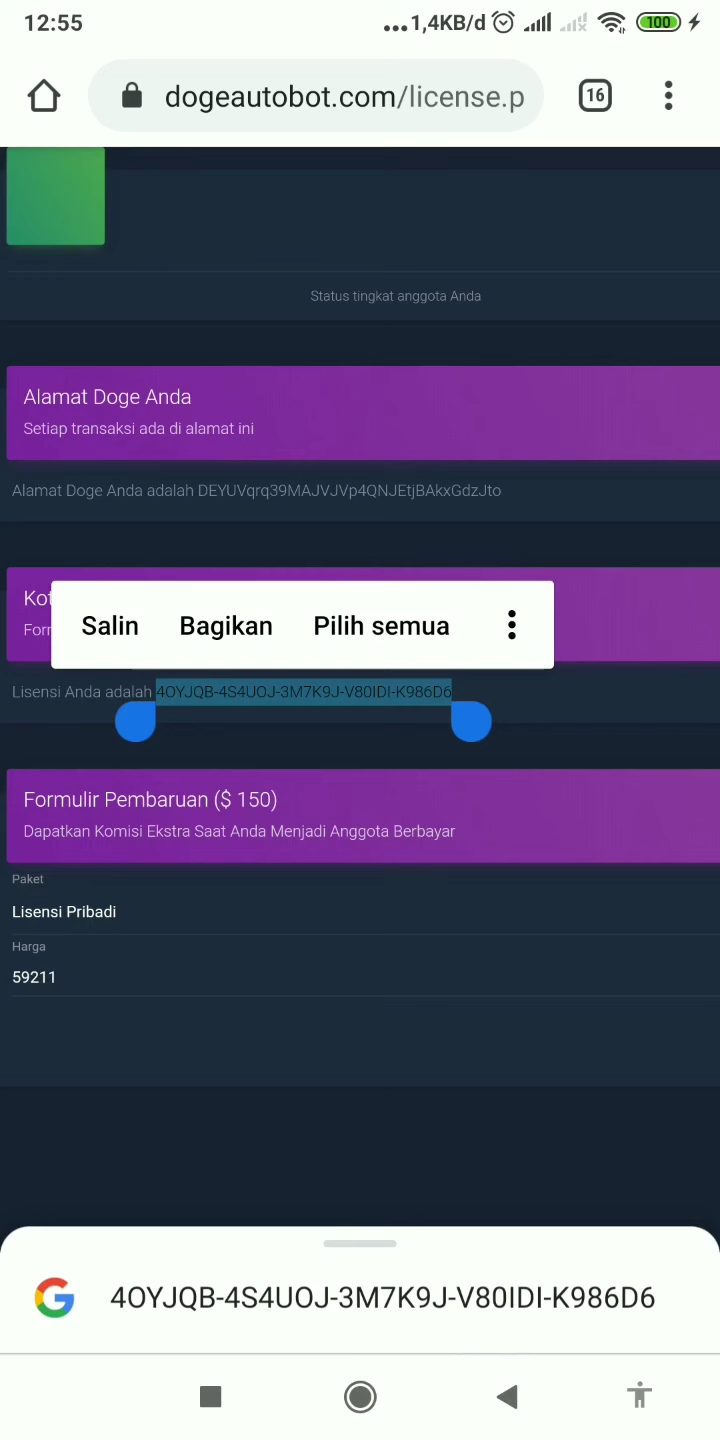 12:55
...1,4KB/d
100
dogeautobot.com/license.p
16
Status tingkat anggota Anda
Alamat Doge Anda
Setiap transaksi ada di alamat ini
Alamat Doge Anda adalah DEYUVqrq39MAJVJVp4QNJEtjBAkxGdzJto
Salin Bagikan Pilih semua
Lisensi Anda adalah 4OYJQB-4S4UOJ-3M7K9J-V80IDI-K986D6
Formulir Pembaruan ($ 150)
Dapatkan Komisi Ekstra Saat Anda Menjadi Anggota Berbayar
Paket
Lisensi Pribadi
Harga
59211
4OYJQB-4S4UOJ-3M7K9J-V80IDI-K986D6